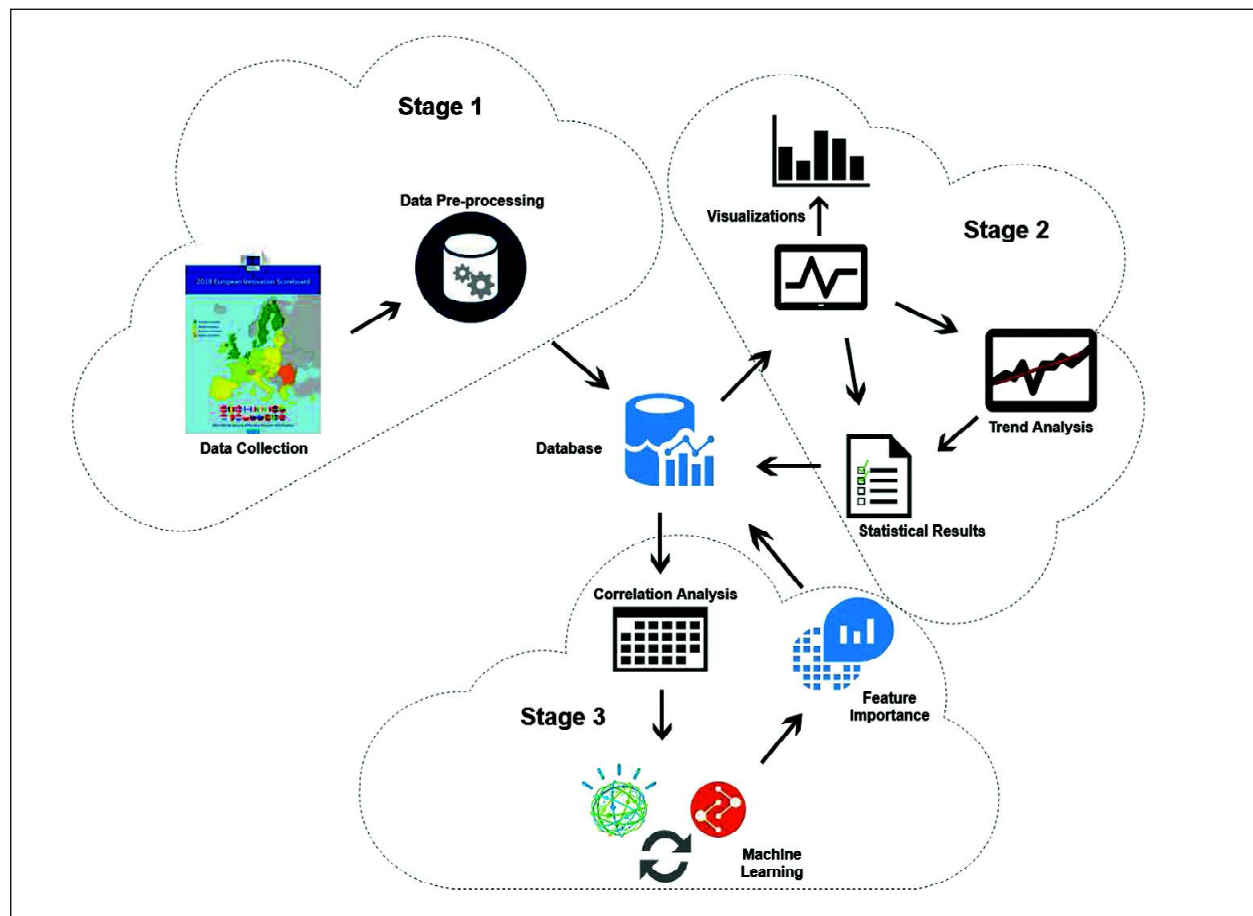 Stage 1
Data Pre-processing
2018 European Innovation Scoreboard
Data Collection
Visualizations
Stage 2
Trend Analysis
Database
Statistical Results
Correlation Analysis
Stage 3
Feature
Importance
Machine
Learning